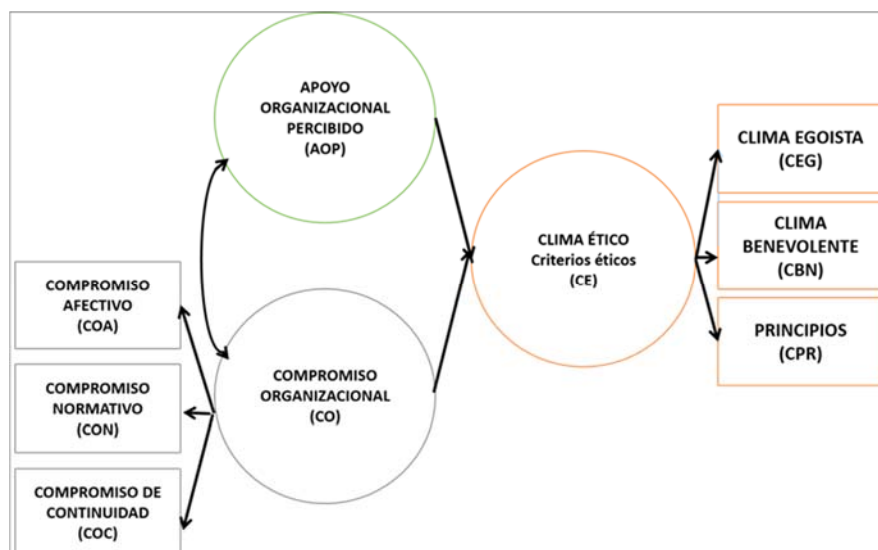 APOYO
ORGANIZACIONAL
PERCIBIDO
(AOP)
CLIMA EGOISTA
(CEG)
CLIMA
BENEVOLENTE
(CBN)
PRINCIPIOS
(CPR)
CLIMA ÉTICO
Criterios éticos
(CE)
COMPROMISO
AFECTIVO
(COA)
COMPROMISO
NORMATIVO
(CON)
COMPROMISO DE
CONTINUIDAD
(COC)
COMPROMISO
ORGANIZACIONAL
(CO)